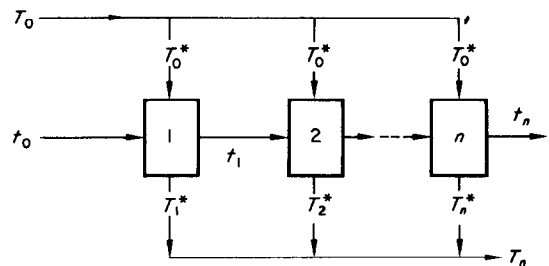 T₀
T₀* T₀* T₀*
t₀ 1 t₁ 2 n tₙ
T₁* T₂* Tₙ*
Tₙ